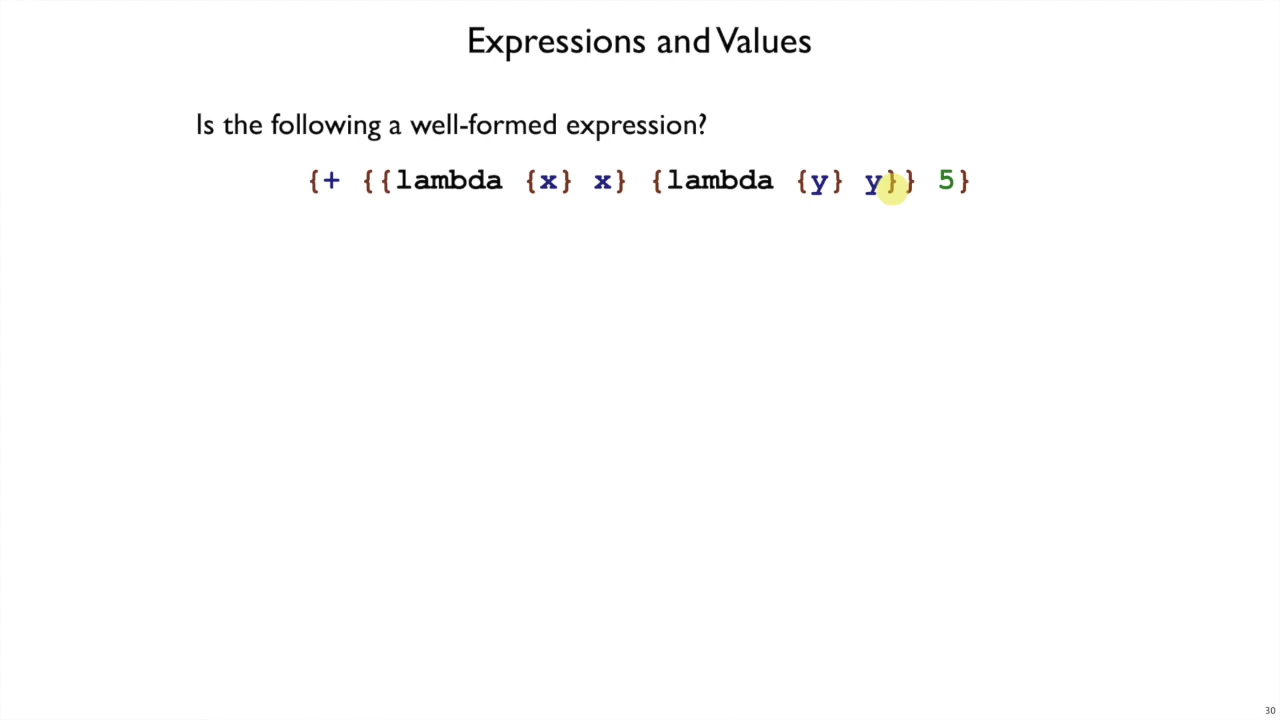 Expressions and Values
Is the following a well-formed expression?
{+ {{lambda {x} x} {lambda {y} y}} 5}
30